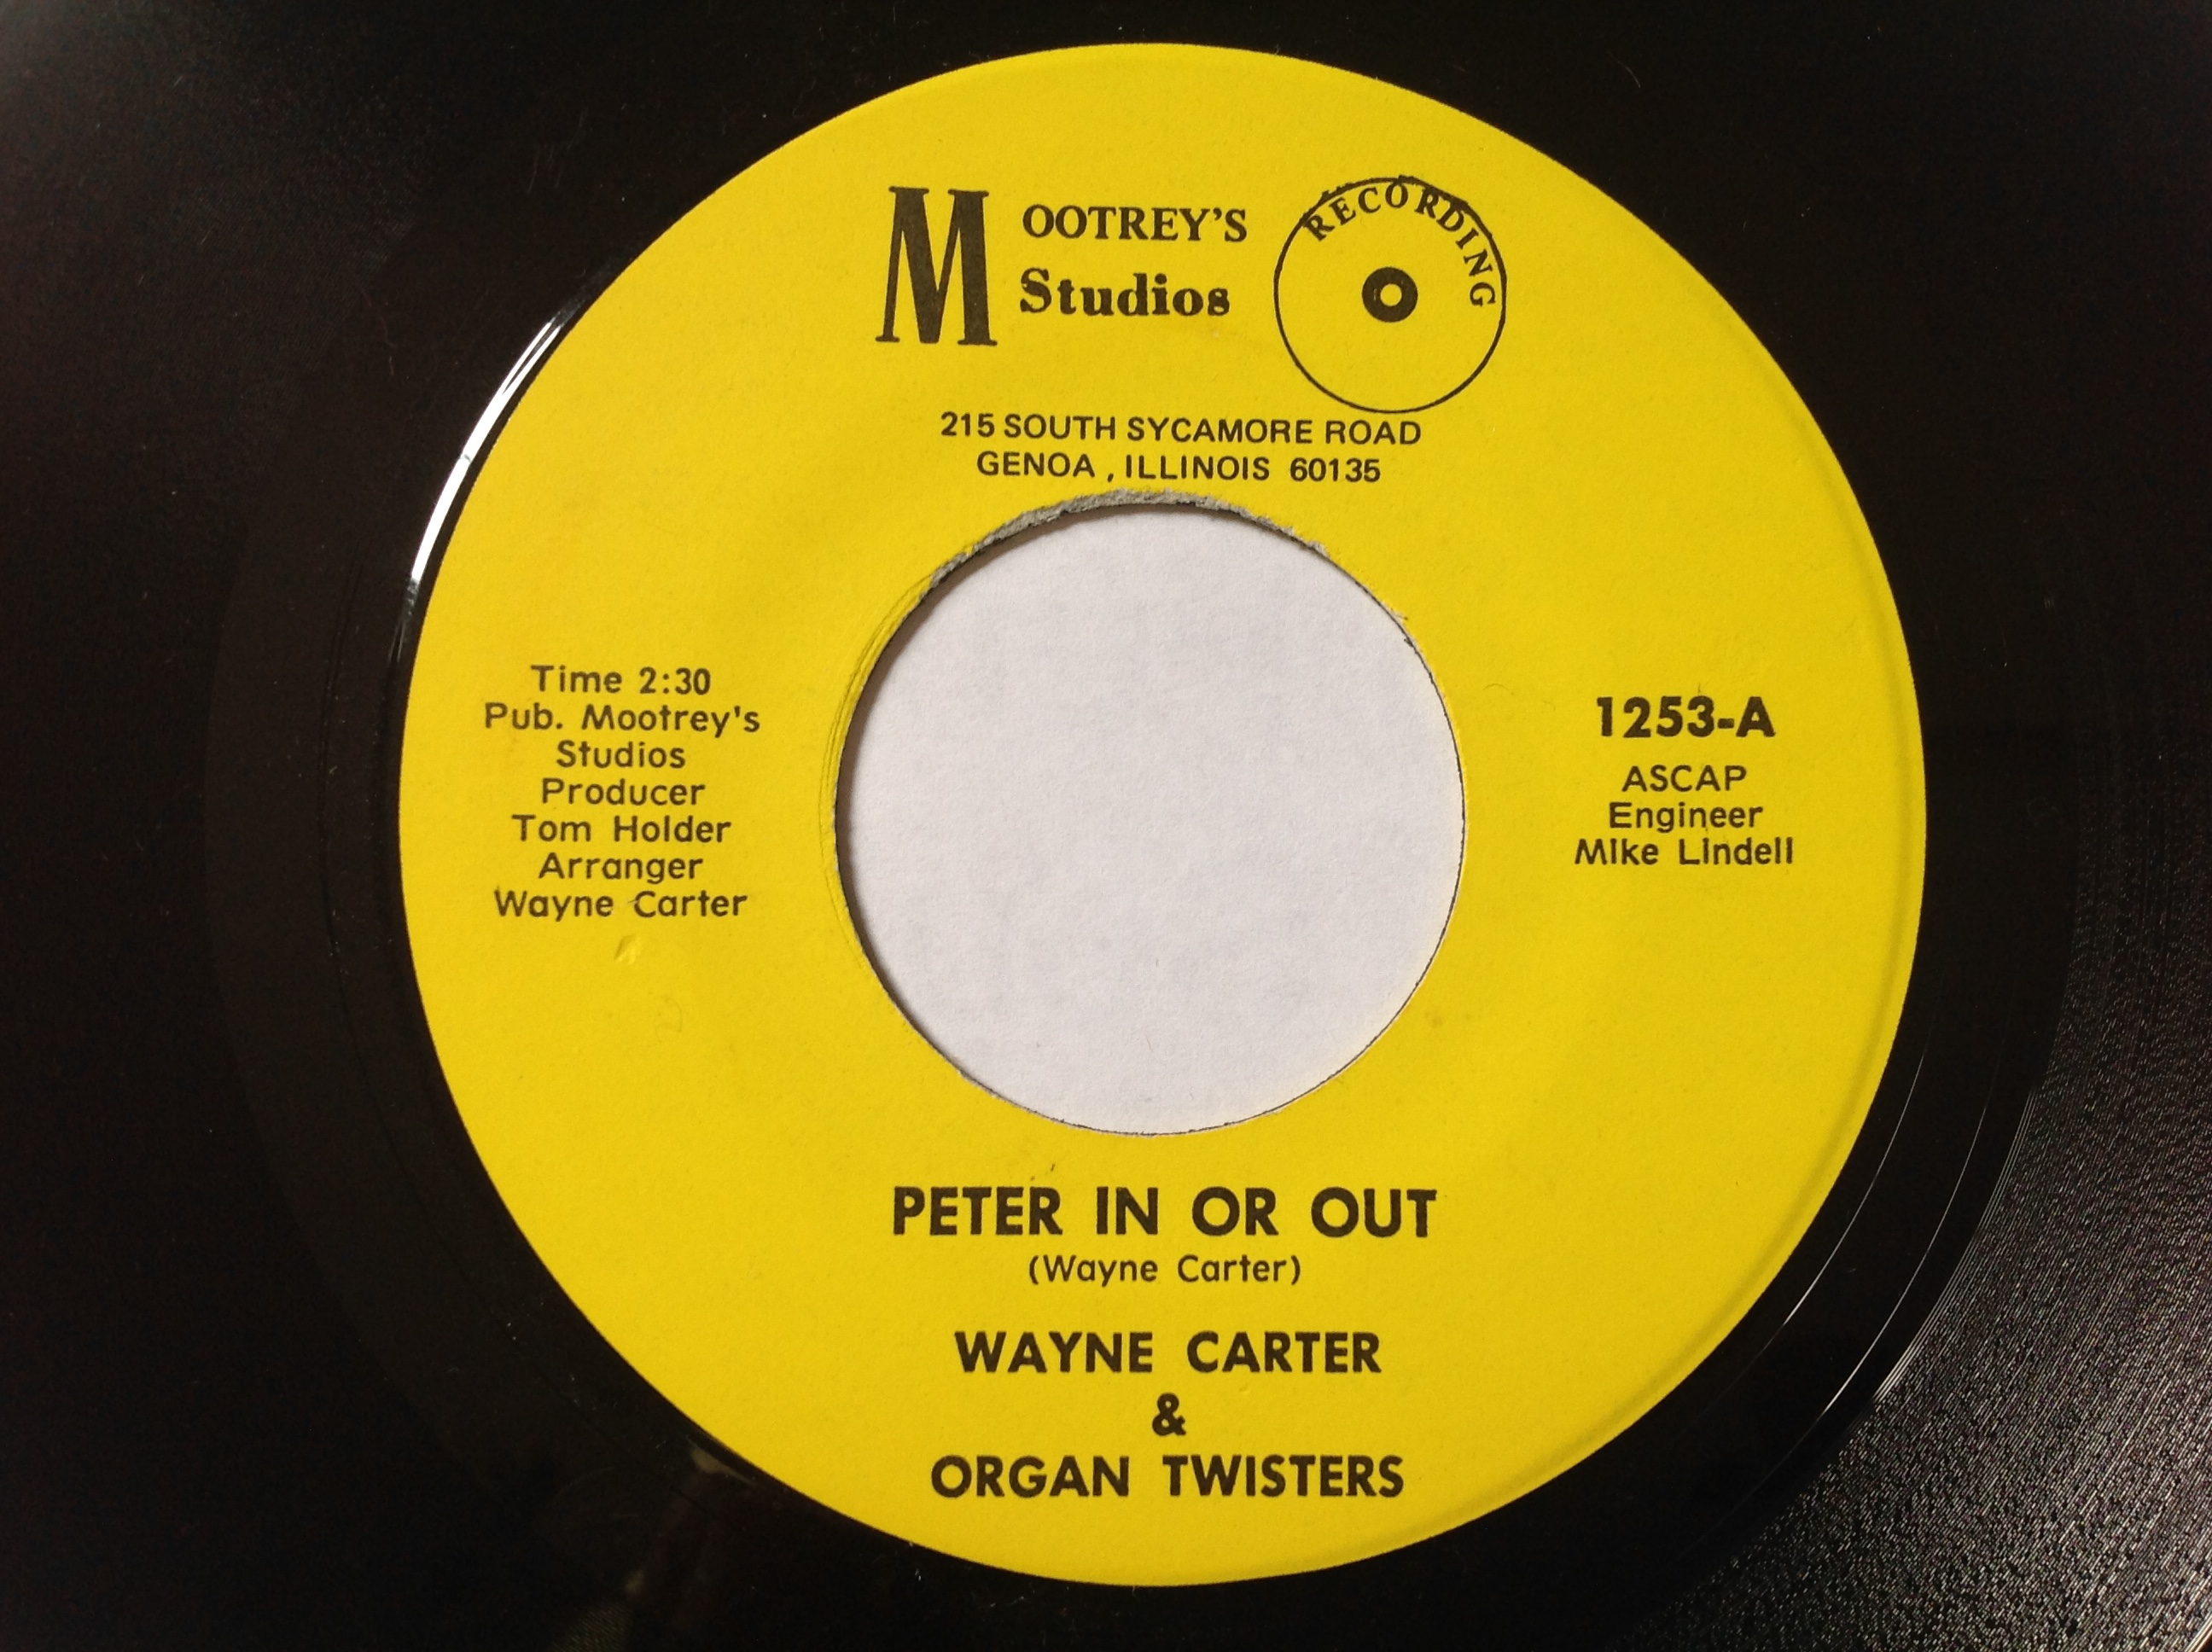 MOOTREY'S
Studios
RECORDING
215 SOUTH SYCAMORE ROAD
GENOA , ILLINOIS 60135
Time 2:30
Pub. Mootrey's
Studios
Producer
Tom Holder
Arranger
Wayne Carter
1253-A
ASCAP
Engineer
Mike Lindell
PETER IN OR OUT
(Wayne Carter)
WAYNE CARTER
&
ORGAN TWISTERS